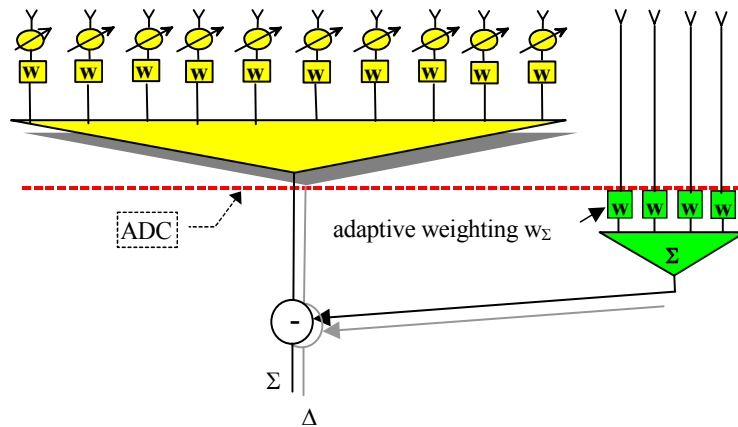 w w w w w w w w w w
ADC
adaptive weighting wΣ
w w w w
Σ
-
Σ
Δ